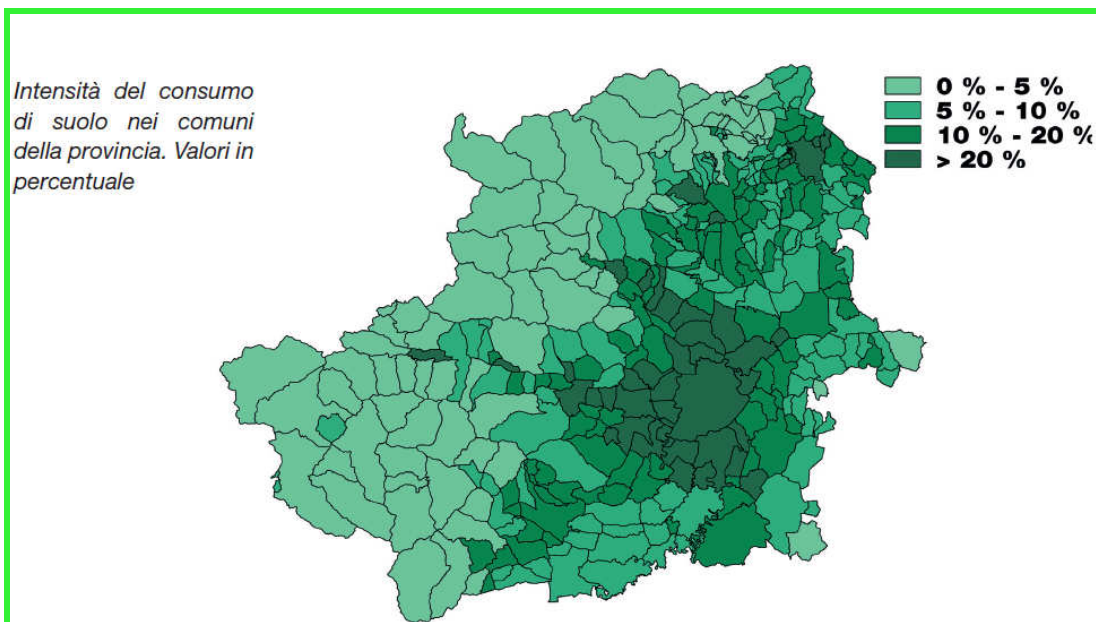 Intensità del consumo
di suolo nei comuni
della provincia. Valori in
percentuale
0 % - 5 %
5 % - 10 %
10 % - 20 %
> 20 %